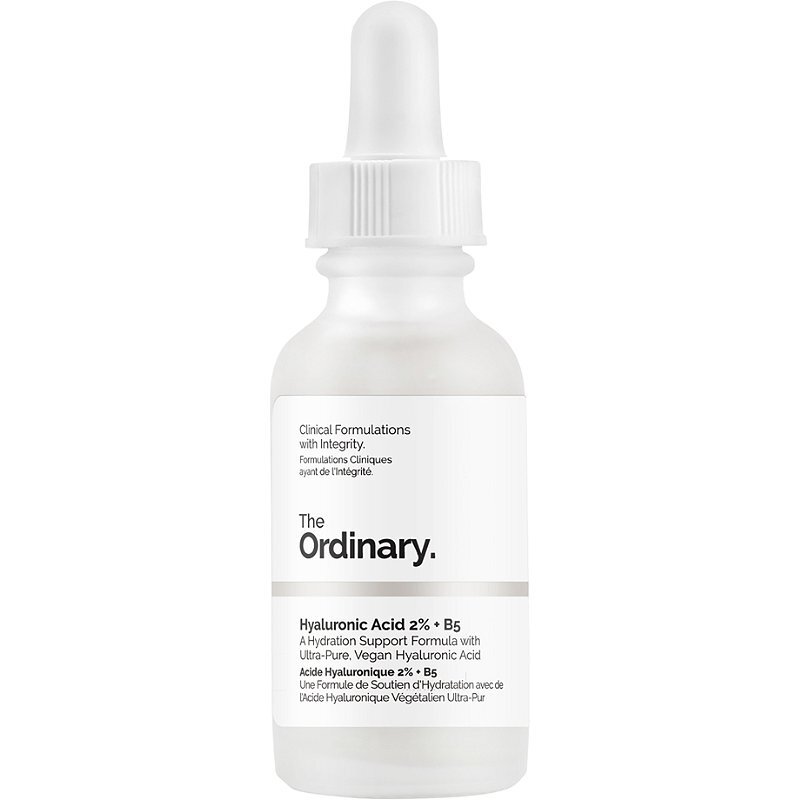 Clinical Formulations
with Integrity.
Formulations Cliniques
ayant de l'Intégrité.
The
Ordinary.
Hyaluronic Acid 2% + B5
A Hydration Support Formula with
Ultra-Pure, Vegan Hyaluronic Acid
Acide Hyaluronique 2% + B5
Une Formule de Soutien d'Hydratation avec de
l'Acide Hyaluronique Végétalien Ultra-Pur